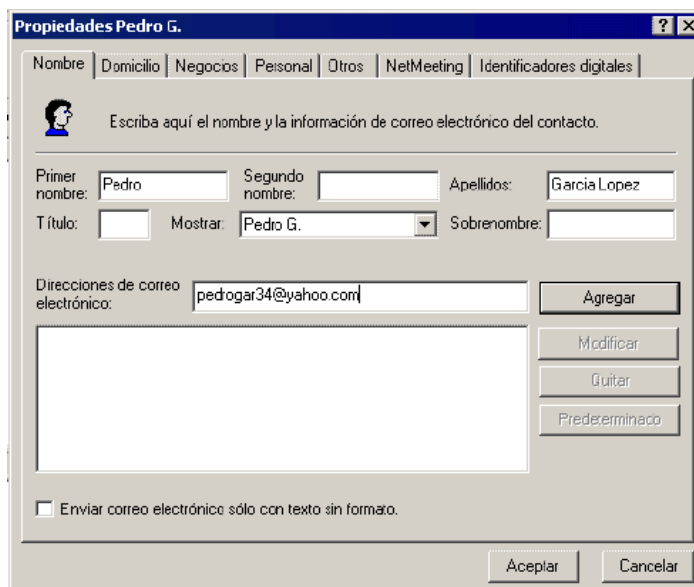 Propiedades Pedro G.
Nombre Domicilio Negocios Personal Otros NetMeeting Identificadores digitales
Escriba aquí el nombre y la información de correo electrónico del contacto.
Primer nombre: Pedro Segundo nombre: Apellidos: Garcia Lopez
Título: Mostrar: Pedro G. Sobrenombre:
Direcciones de correo electrónico: pedrogar34@yahoo.com Agregar
Modificar
Quitar
Predeterminado
Enviar correo electrónico sólo con texto sin formato.
Aceptar Cancelar